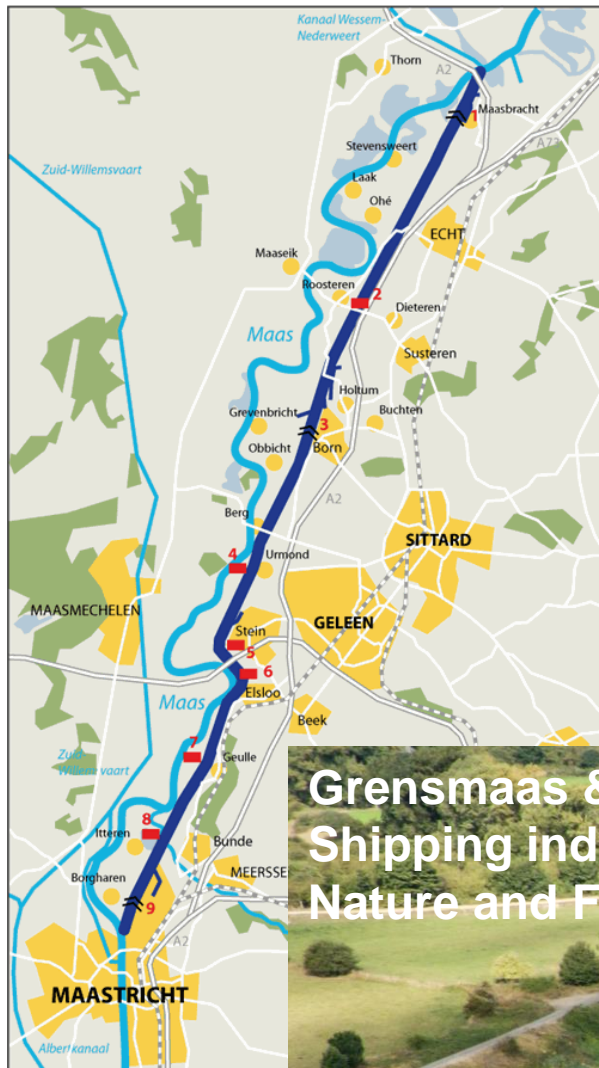 Kanaal Wessem-
Nederweert
Thorn
A2
Maasbracht
1
A73
Stevensweert
Zuid-Willemsvaart
Laak
Ohé
ECHT
Maaseik
Roosteren
2
Dieteren
Maas
Susteren
Holtum
Grevenbricht
Buchten
3
Born
Obbicht
A2
Berg
SITTARD
4
Urmond
MAASMECHELEN
GELEEN
Stein
5
6
Maas
Elsloo
Beek
7
Zuid-
Willemsvaart
Geulle
8
Itteren
Bunde
MEERSSE
Borgharen
9
A2
MAASTRICHT
Albertkanaal
Grensmaas &
Shipping ind
Nature and F